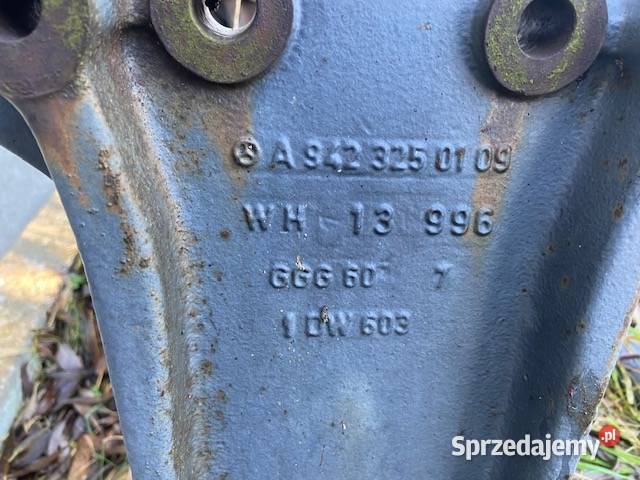 A 942 325 01 09
WH 13 996
GGG 60 7
1 DW 603
Sprzedajemy.pl